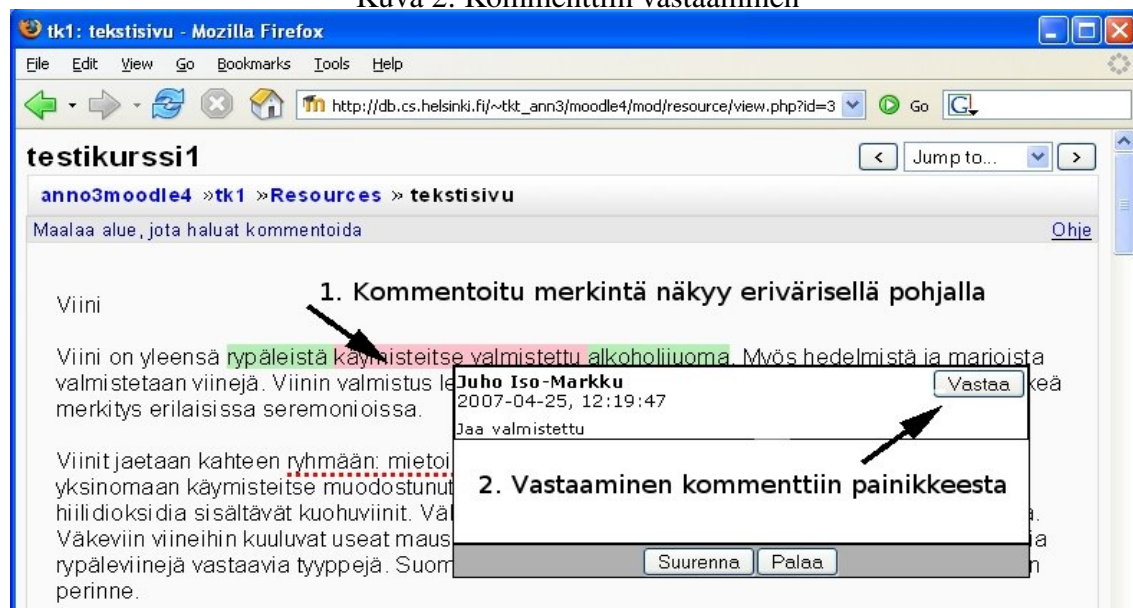 Kuva 2: Kommenttiin vastaaminen
tk1: tekstisivu - Mozilla Firefox
File Edit View Go Bookmarks Tools Help
http://db.cs.helsinki.fi/~tkt_ann3/moodle4/mod/resource/view.php?id=3 Go
testikurssi1
< Jump to... >
anno3moodle4 »tk1 »Resources » tekstisivu
Maalaa alue, jota haluat kommentoida Ohje
1. Kommentoitu merkintä näkyy erivärisellä pohjalla
Viini
Viini on yleensä rypäleistä käymisteitse valmistettu alkoholijuoma. Myös hedelmistä ja marjoista
valmistetaan viinejä. Viinin valmistus
merkitys erilaisissa seremonioissa.
Juho Iso-Markku Vastaa
2007-04-25, 12:19:47
Jaa valmistettu
2. Vastaaminen kommenttiin painikkeesta
Suurenna Palaa
Viinit jaetaan kahteen ryhmään: mietoi
yksinomaan käymisteitse muodostunut
hiilidioksidia sisältävät kuohuviinit. Väl
Väkeviin viineihin kuuluvat useat maus
rypäleviinejä vastaavia tyyppejä. Suom
perinne.